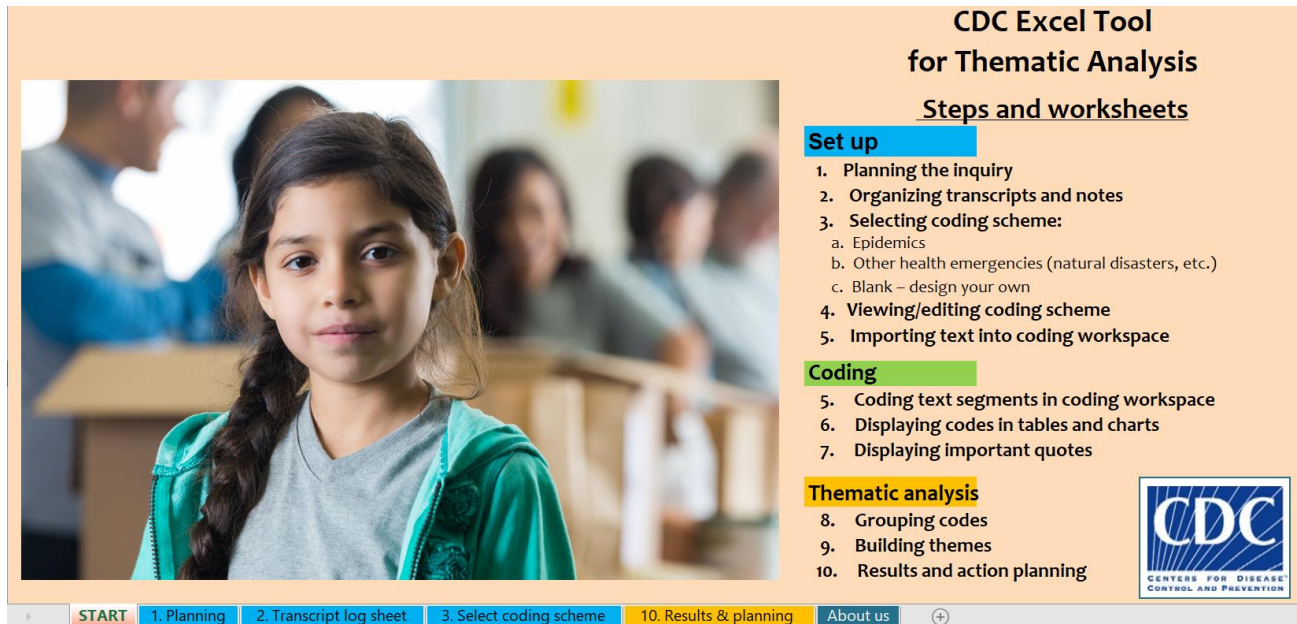 CDC Excel Tool
for Thematic Analysis
Steps and worksheets
Set up
1. Planning the inquiry
2. Organizing transcripts and notes
3. Selecting coding scheme:
a. Epidemics
b. Other health emergencies (natural disasters, etc.)
c. Blank – design your own
4. Viewing/editing coding scheme
5. Importing text into coding workspace
Coding
5. Coding text segments in coding workspace
6. Displaying codes in tables and charts
7. Displaying important quotes
Thematic analysis
8. Grouping codes
9. Building themes
10. Results and action planning
CDC
CENTERS FOR DISEASE™
CONTROL AND PREVENTION
START 1. Planning 2. Transcript log sheet 3. Select coding scheme 10. Results & planning About us